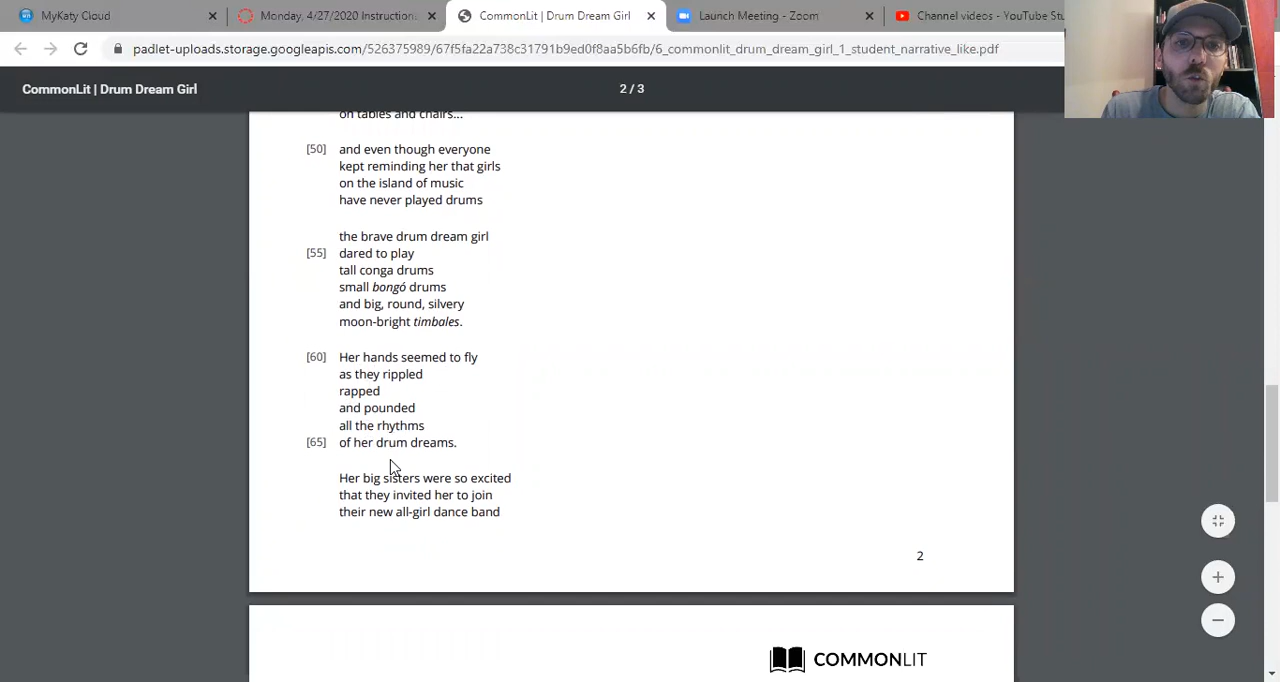 MyKaty Cloud
Monday, 4/27/2020 Instruction
CommonLit | Drum Dream Girl
Launch Meeting - Zoom
Channel videos - YouTube Stu
padlet-uploads.storage.googleapis.com/526375989/67f5fa22a738c31791b9ed0f8aa5b6fb/6_commonlit_drum_dream_girl_1_student_narrative_like.pdf
CommonLit | Drum Dream Girl
2 / 3
on tables and chairs...
[50] and even though everyone
kept reminding her that girls
on the island of music
have never played drums
the brave drum dream girl
[55] dared to play
tall conga drums
small bongó drums
and big, round, silvery
moon-bright timbales.
[60] Her hands seemed to fly
as they rippled
rapped
and pounded
all the rhythms
[65] of her drum dreams.
Her big sisters were so excited
that they invited her to join
their new all-girl dance band
2
COMMONLIT